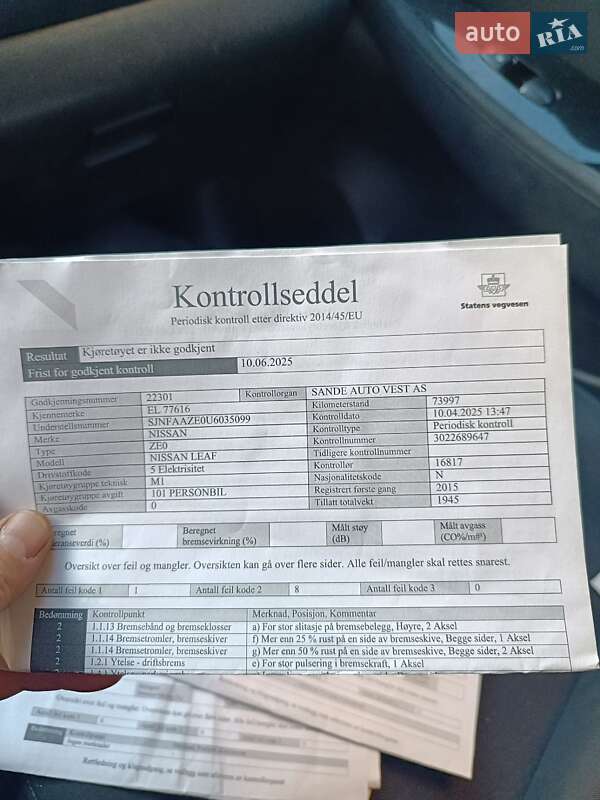 auto RIA .com
Kontrollseddel
Periodisk kontroll etter direktiv 2014/45/EU
Statens vegvesen
Resultat Kjøretøyet er ikke godkjent
Frist for godkjent kontroll 10.06.2025
Godkjenningsnummer 22301 Kontrollorgan SANDE AUTO VEST AS
Kjennemerke EL 77616 Kilometerstand 73997
Understellsnummer SJNFAAZE0U6035099 Kontrolldato 10.04.2025 13:47
Merke NISSAN Kontrolltype Periodisk kontroll
Type ZE0 Kontrollnummer 3022689647
Modell NISSAN LEAF Tidligere kontrollnummer
Drivstoffkode 5 Elektrisitet Kontrollør 16817
Kjøretøygruppe teknisk M1 Nasjonalitetskode N
Kjøretøygruppe avgift 101 PERSONBIL Registrert første gang 2015
Avgasskode 0 Tillatt totalvekt 1945
Beregnet bremsevirkning (%) Målt støy (dB) Målt avgass (CO%/m³)
Oversikt over feil og mangler. Oversikten kan gå over flere sider. Alle feil/mangler skal rettes snarest.
Antall feil kode 1 1 Antall feil kode 2 8 Antall feil kode 3 0
Bedømming Kontrollpunkt Merknad, Posisjon, Kommentar
2 1.1.13 Bremsebånd og bremseklosser a) For stor slitasje på bremsebelegg, Høyre, 2 Aksel
2 1.1.14 Bremsetromler, bremseskiver f) Mer enn 25 % rust på en side av bremseskive, Begge sider, 1 Aksel
2 1.1.14 Bremsetromler, bremseskiver g) Mer enn 50 % rust på en side av bremseskive, Begge sider, 2 Aksel
2 1.2.1 Ytelse - driftsbrems e) For stor pulsering i bremsekraft, 1 Aksel